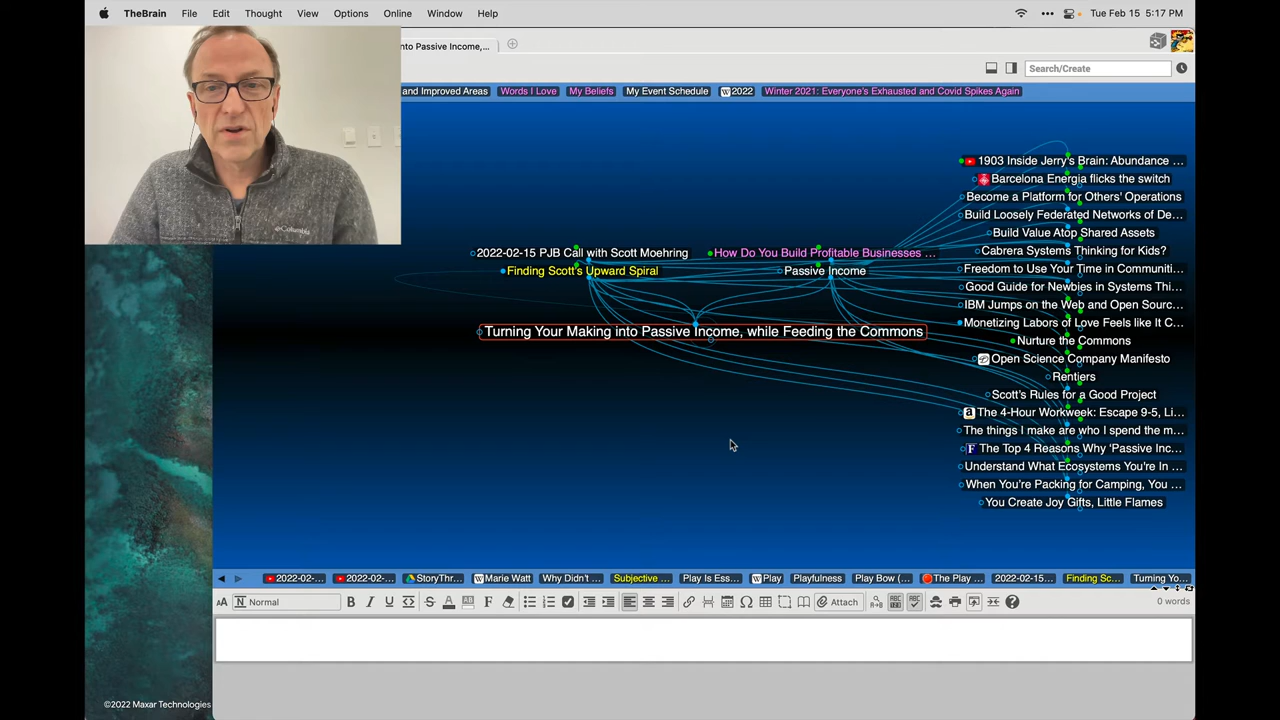 TheBrain File Edit Thought View Options Online Window Help Tue Feb 15 5:17 PM
nto Passive Income,...
Search/Create
and Improved Areas Words I Love My Beliefs My Event Schedule W 2022 Winter 2021: Everyone's Exhausted and Covid Spikes Again
1903 Inside Jerry's Brain: Abundance ...
Barcelona Energia flicks the switch
Become a Platform for Others' Operations
Build Loosely Federated Networks of De...
Build Value Atop Shared Assets
2022-02-15 PJB Call with Scott Moehring How Do You Build Profitable Businesses ...
Cabrera Systems Thinking for Kids?
Finding Scott's Upward Spiral Passive Income
Freedom to Use Your Time in Communiti...
Good Guide for Newbies in Systems Thi...
IBM Jumps on the Web and Open Sourc...
Monetizing Labors of Love Feels like It C...
Turning Your Making into Passive Income, while Feeding the Commons
Nurture the Commons
Open Science Company Manifesto
Rentiers
Scott's Rules for a Good Project
a The 4-Hour Workweek: Escape 9-5, Li...
The things I make are who I spend the m...
F The Top 4 Reasons Why 'Passive Inc...
Understand What Ecosystems You're In ...
When You're Packing for Camping, You ...
You Create Joy Gifts, Little Flames
Columbia
2022-02-... 2022-02-... StoryThr... W Marie Watt Why Didn't ... Subjective ... Play Is Ess... W Play Playfulness Play Bow (... The Play ... 2022-02-15... Finding Sc... Turning Yo...
AA N Normal B I U S A ab F Ω Attach ABC 123 ABC 0 words
©2022 Maxar Technologies